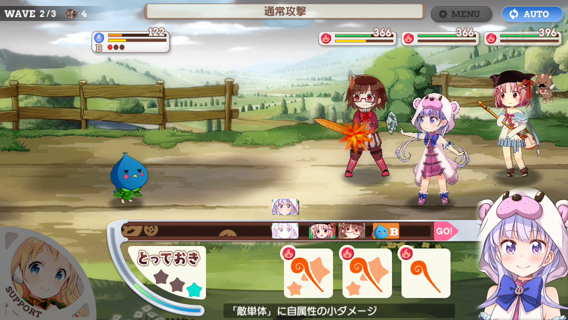 WAVE 2/3 4
通常攻撃
MENU
AUTO
122
B
366
366
396
B GO!
とっておき
SUPPORT
「敵単体」に自属性の小ダメージ